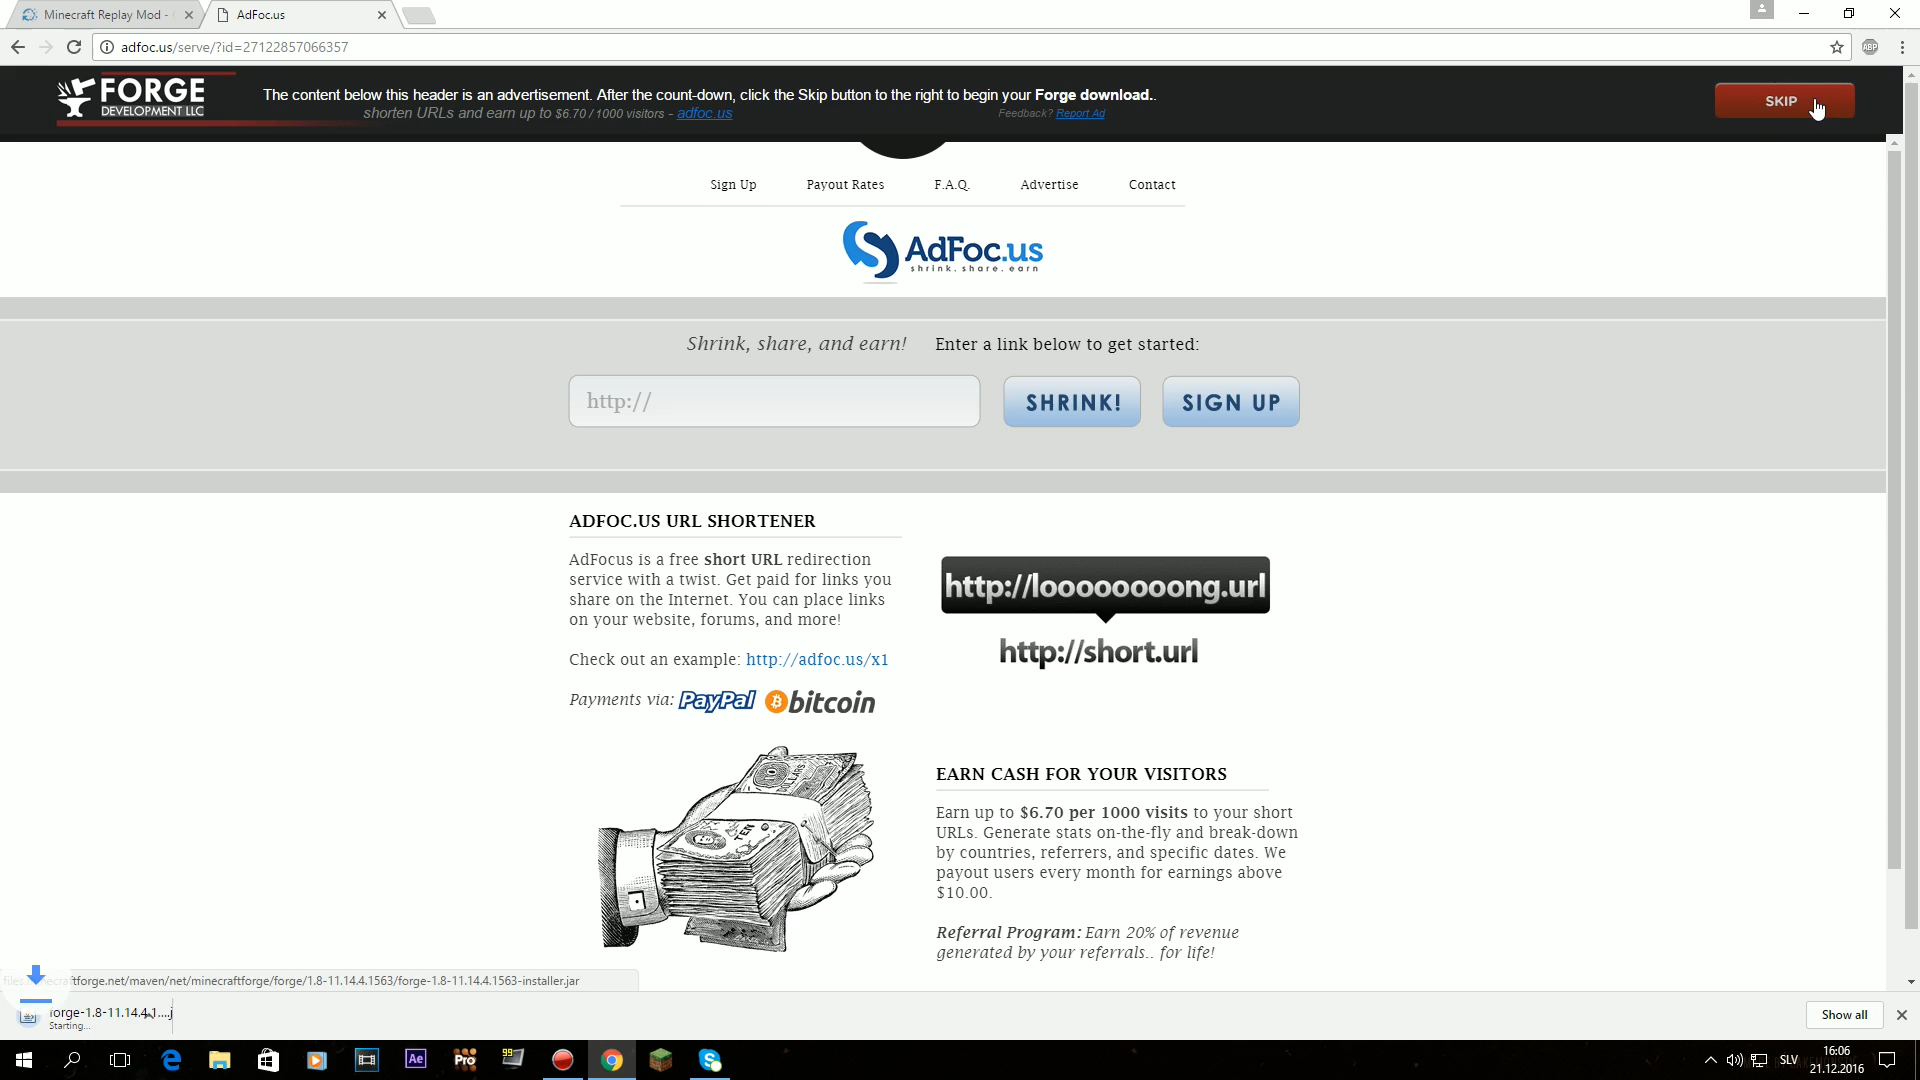 Minecraft Replay Mod -
AdFoc.us
adfoc.us/serve/?id=27122857066357
ABP
FORGE
DEVELOPMENT LLC
The content below this header is an advertisement. After the count-down, click the Skip button to the right to begin your Forge download..
shorten URLs and earn up to $6.70 / 1000 visitors - adfoc.us
Feedback? Report Ad
SKIP
Sign Up
Payout Rates
F.A.Q.
Advertise
Contact
AdFoc.us
shrink. share. earn
Shrink, share, and earn!
Enter a link below to get started:
http://
SHRINK!
SIGN UP
ADFOC.US URL SHORTENER
AdFocus is a free short URL redirection
service with a twist. Get paid for links you
share on the Internet. You can place links
on your website, forums, and more!
Check out an example: http://adfoc.us/x1
Payments via: PayPal bitcoin
http://loooooooong.url
http://short.url
TEN
EARN CASH FOR YOUR VISITORS
Earn up to $6.70 per 1000 visits to your short
URLs. Generate stats on-the-fly and break-down
by countries, referrers, and specific dates. We
payout users every month for earnings above
$10.00.
Referral Program: Earn 20% of revenue
generated by your referrals.. for life!
tforge.net/maven/net/minecraftforge/forge/1.8-11.14.4.1563/forge-1.8-11.14.4.1563-installer.jar
forge-1.8-11.14.4.1....j
Starting...
Show all
Ae
Pro
99
SLV
16:06
21.12.2016